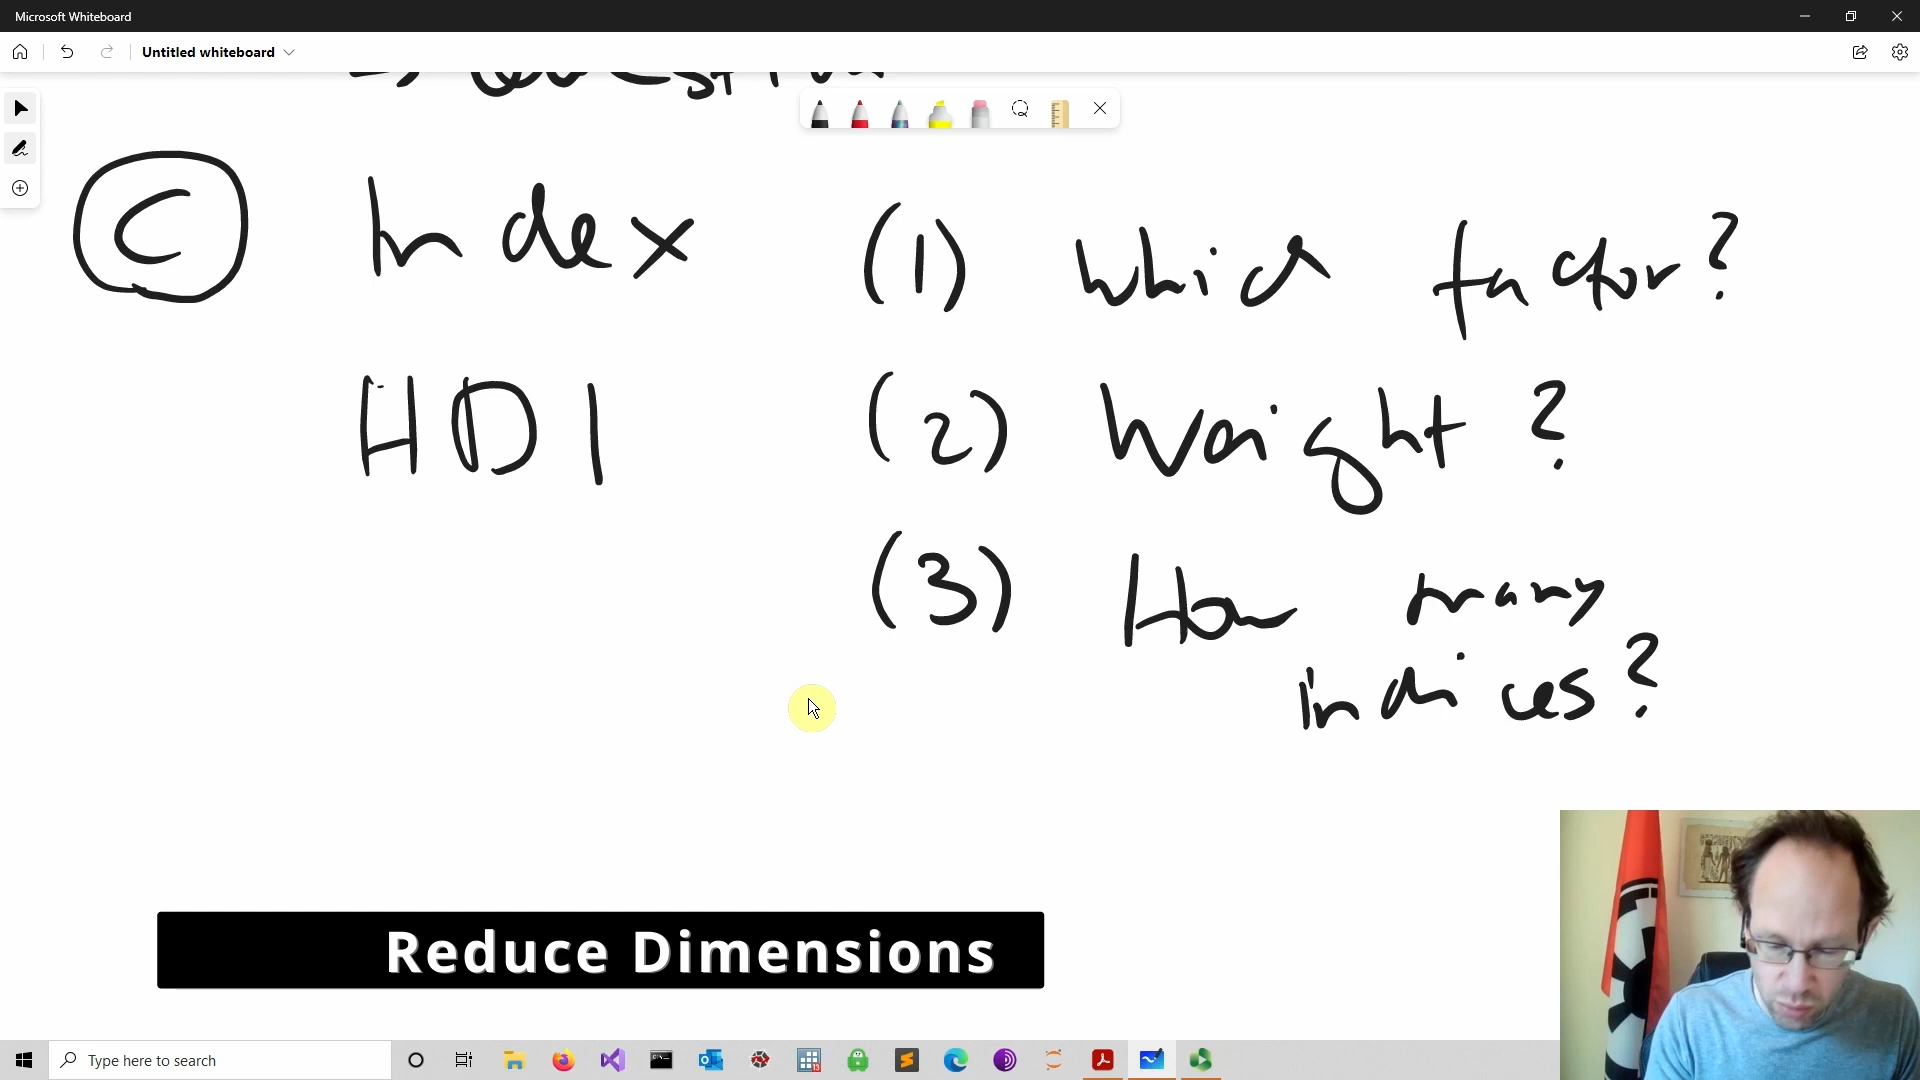 Microsoft Whiteboard
Untitled whiteboard
C Index (1) Which factor?
HDI (2) Weight?
(3) How many
indices?
Reduce Dimensions
Type here to search